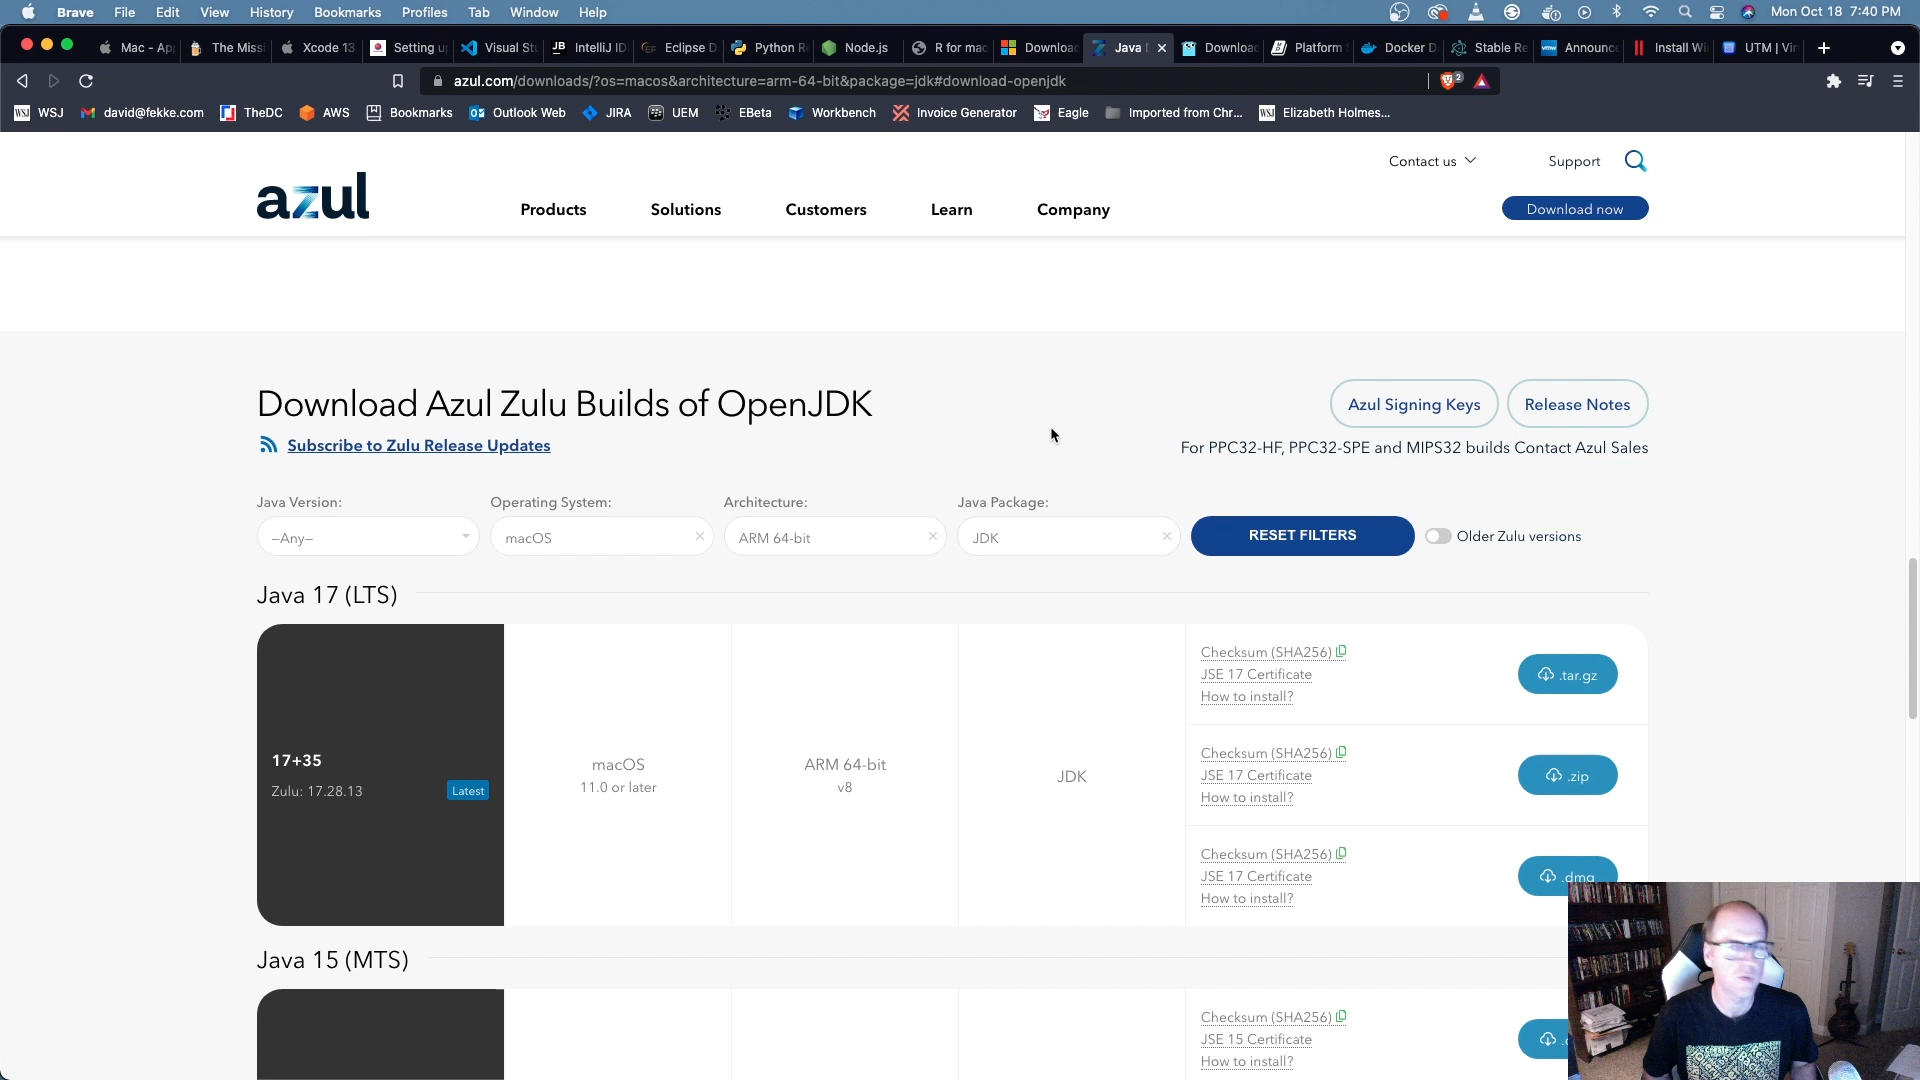 Brave File Edit View History Bookmarks Profiles Tab Window Help Mon Oct 18 7:40 PM
Mac - Ap The Missi Xcode 13 Setting u Visual Stu IntelliJ ID Eclipse D Python R Node.js R for mac Downloa Java Downloa Platform Docker D Stable Re Announc Install Wi UTM | Vir
azul.com/downloads/?os=macos&architecture=arm-64-bit&package=jdk#download-openjdk 2
WSJ david@fekke.com TheDC AWS Bookmarks Outlook Web JIRA UEM EBeta Workbench Invoice Generator Eagle Imported from Chr... Elizabeth Holmes...
Contact us Support
azul Products Solutions Customers Learn Company Download now
Download Azul Zulu Builds of OpenJDK
Azul Signing Keys Release Notes
Subscribe to Zulu Release Updates
For PPC32-HF, PPC32-SPE and MIPS32 builds Contact Azul Sales
Java Version: Operating System: Architecture: Java Package:
–Any– macOS ARM 64-bit JDK RESET FILTERS Older Zulu versions
Java 17 (LTS)
17+35
Zulu: 17.28.13 Latest
macOS
11.0 or later
ARM 64-bit
v8
JDK
Checksum (SHA256)
JSE 17 Certificate
How to install?
.tar.gz
Checksum (SHA256)
JSE 17 Certificate
How to install?
.zip
Checksum (SHA256)
JSE 17 Certificate
How to install?
.dmg
Java 15 (MTS)
Checksum (SHA256)
JSE 15 Certificate
How to install?